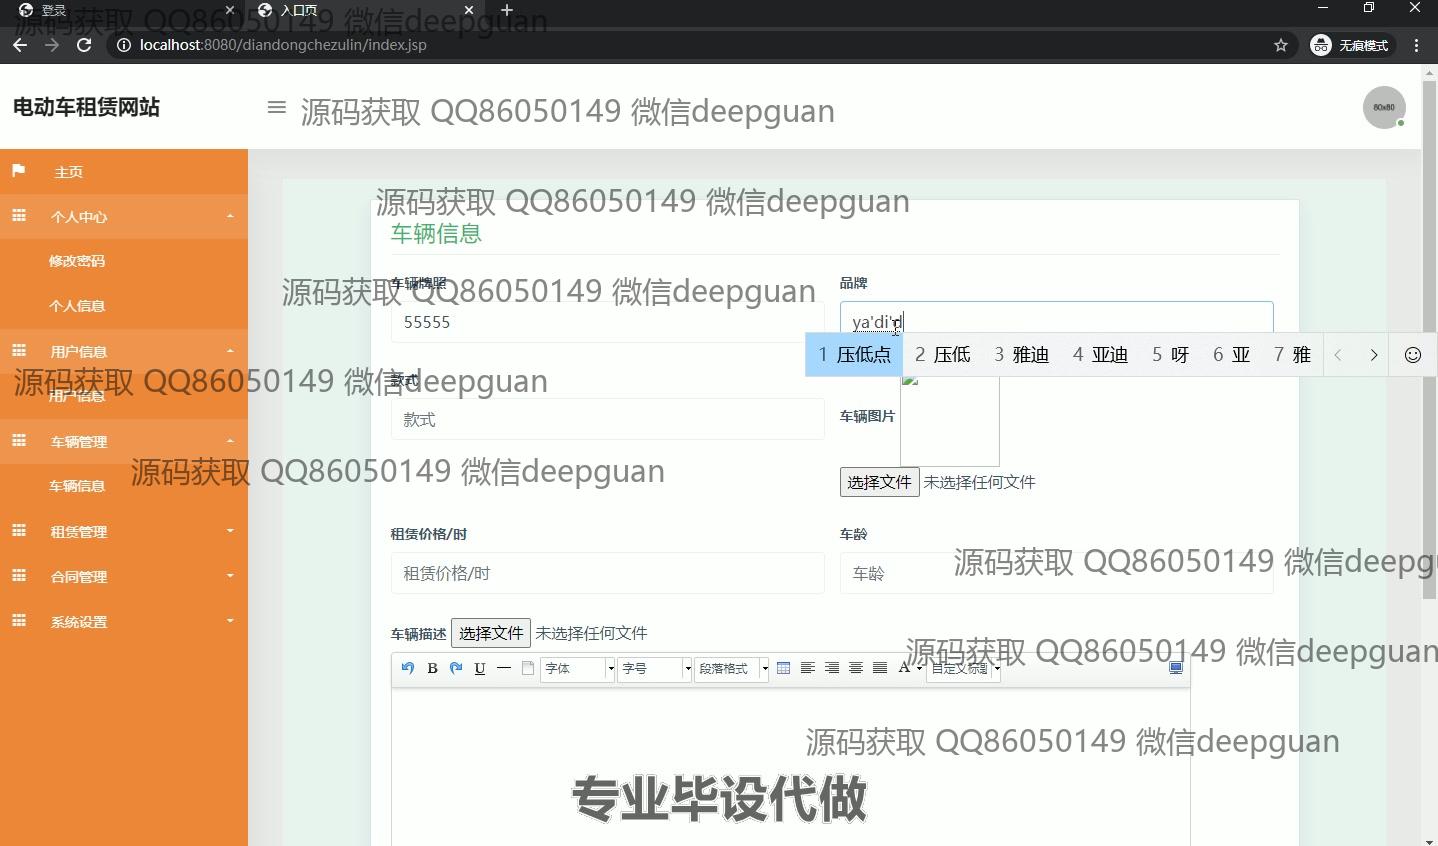 登录
入口页
localhost:8080/diandongchezulin/index.jsp
无痕模式
源码获取 QQ86050149 微信deepguan
电动车租赁网站
源码获取 QQ86050149 微信deepguan
80x80
主页
个人中心
修改密码
个人信息
用户信息
用户信息
车辆管理
车辆信息
租赁管理
合同管理
系统设置
源码获取 QQ86050149 微信deepguan
车辆信息
源码获取 QQ86050149 微信deepguan
车辆牌照
55555
品牌
ya'di'd
1 压低点 2 压低 3 雅迪 4 亚迪 5 呀 6 亚 7 雅
源码获取 QQ86050149 微信deepguan
款式
款式
车辆图片
选择文件 未选择任何文件
源码获取 QQ86050149 微信deepguan
租赁价格/时
租赁价格/时
车龄
车龄
源码获取 QQ86050149 微信deepgu
车辆描述 选择文件 未选择任何文件
源码获取 QQ86050149 微信deepguan
B U 字体 字号 段落格式 A 自定义标题
源码获取 QQ86050149 微信deepguan
专业毕设代做